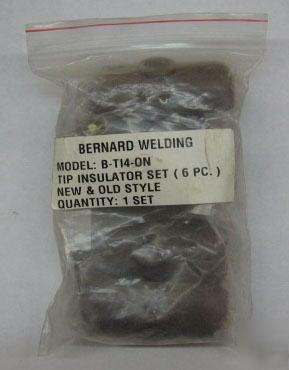 BERNARD WELDING
MODEL: B-TI4-ON
TIP INSULATOR SET ( 6 PC. )
NEW & OLD STYLE
QUANTITY: 1 SET